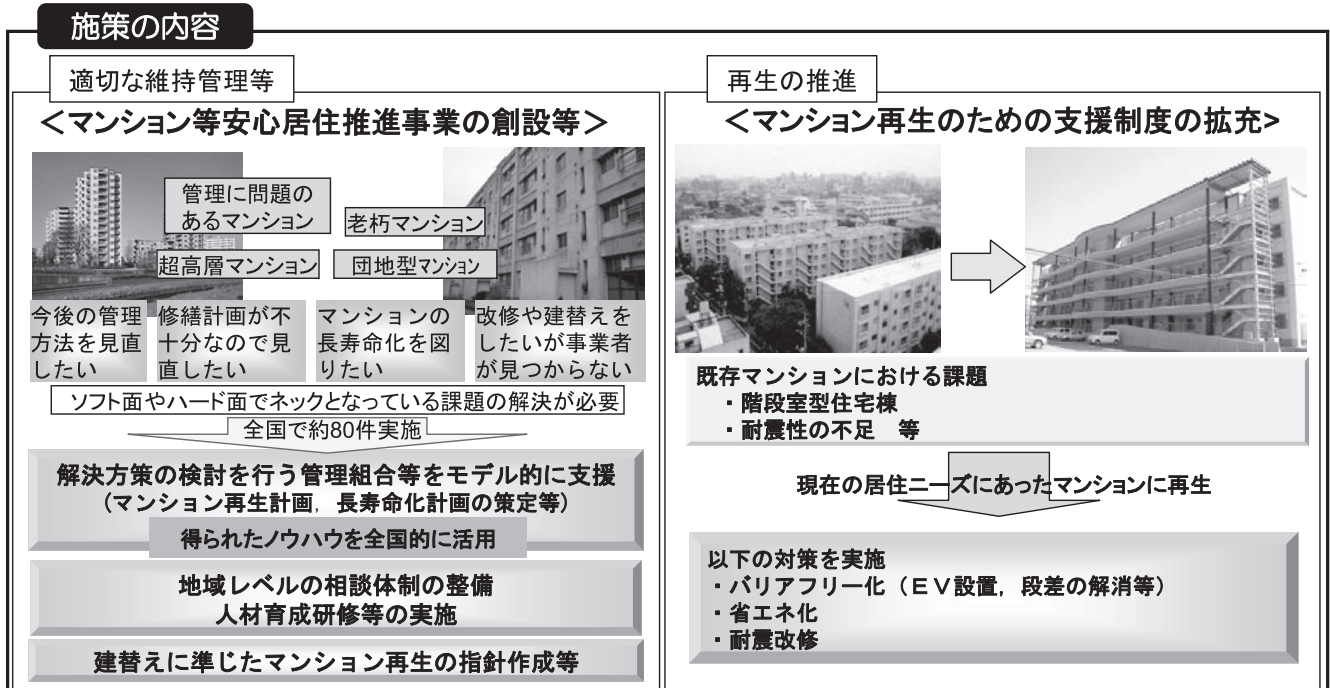 施策の内容
適切な維持管理等
＜マンション等安心居住推進事業の創設等＞
管理に問題の
あるマンション
老朽マンション
超高層マンション
団地型マンション
今後の管理
方法を見直
したい
修繕計画が不
十分なので見
直したい
マンションの
長寿命化を図
りたい
改修や建替えを
したいが事業者
が見つからない
ソフト面やハード面でネックとなっている課題の解決が必要
全国で約80件実施
解決方策の検討を行う管理組合等をモデル的に支援
（マンション再生計画，長寿命化計画の策定等）
得られたノウハウを全国的に活用
地域レベルの相談体制の整備
人材育成研修等の実施
建替えに準じたマンション再生の指針作成等
再生の推進
＜マンション再生のための支援制度の拡充>
既存マンションにおける課題
・階段室型住宅棟
・耐震性の不足　等
現在の居住ニーズにあったマンションに再生
以下の対策を実施
・バリアフリー化（ＥＶ設置，段差の解消等）
・省エネ化
・耐震改修